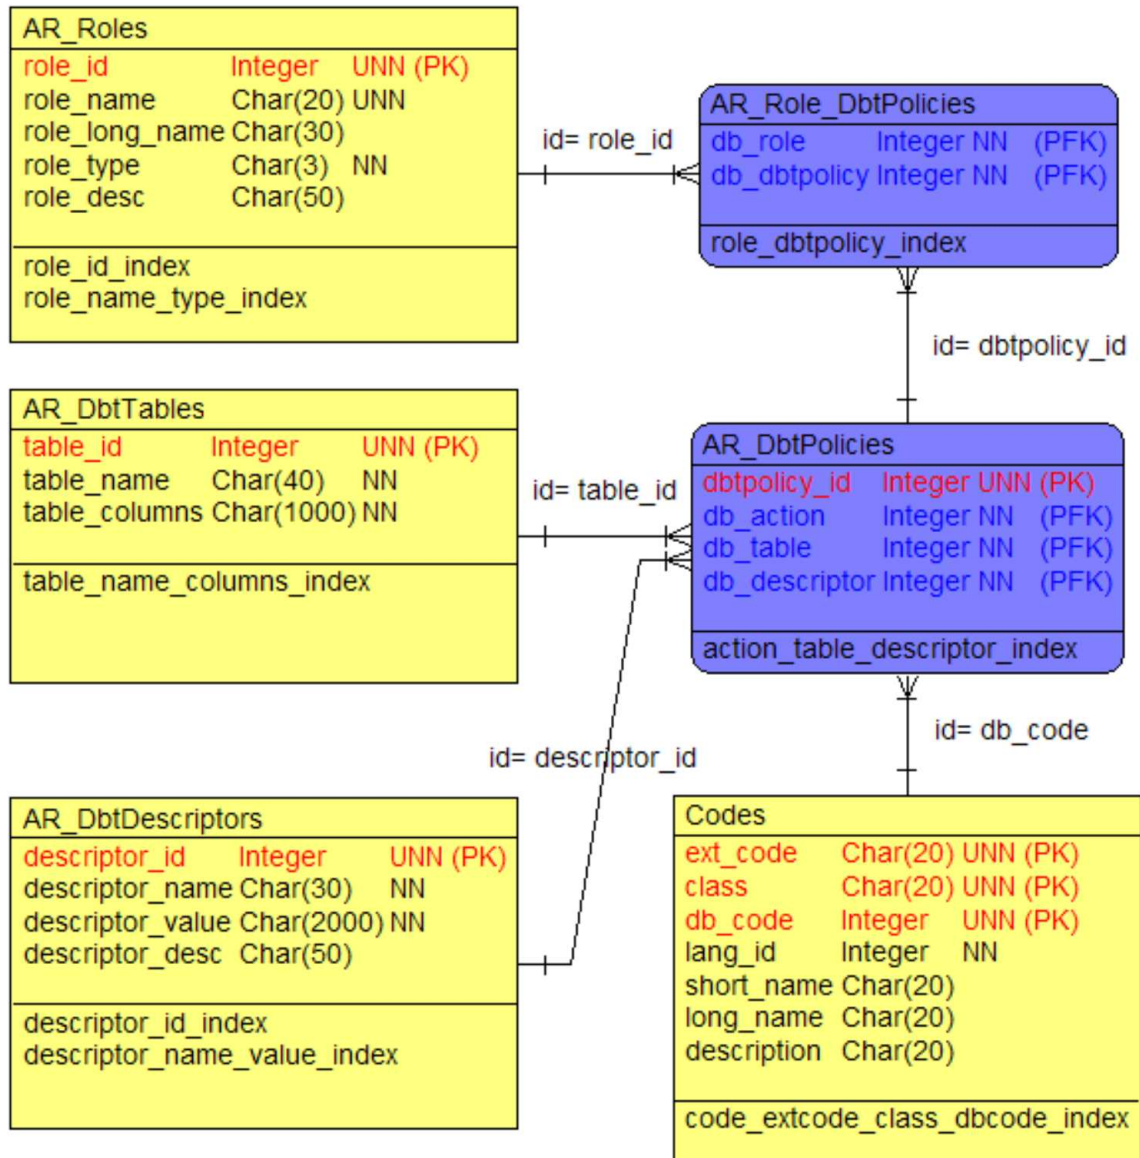 AR_Roles
role_id Integer UNN (PK)
role_name Char(20) UNN
role_long_name Char(30)
role_type Char(3) NN
role_desc Char(50)
role_id_index
role_name_type_index
id= role_id
AR_Role_DbtPolicies
db_role Integer NN (PFK)
db_dbtpolicy Integer NN (PFK)
role_dbtpolicy_index
id= dbtpolicy_id
AR_DbtTables
table_id Integer UNN (PK)
table_name Char(40) NN
table_columns Char(1000) NN
table_name_columns_index
id= table_id
AR_DbtPolicies
dbtpolicy_id Integer UNN (PK)
db_action Integer NN (PFK)
db_table Integer NN (PFK)
db_descriptor Integer NN (PFK)
action_table_descriptor_index
id= descriptor_id
id= db_code
AR_DbtDescriptors
descriptor_id Integer UNN (PK)
descriptor_name Char(30) NN
descriptor_value Char(2000) NN
descriptor_desc Char(50)
descriptor_id_index
descriptor_name_value_index
Codes
ext_code Char(20) UNN (PK)
class Char(20) UNN (PK)
db_code Integer UNN (PK)
lang_id Integer NN
short_name Char(20)
long_name Char(20)
description Char(20)
code_extcode_class_dbcode_index